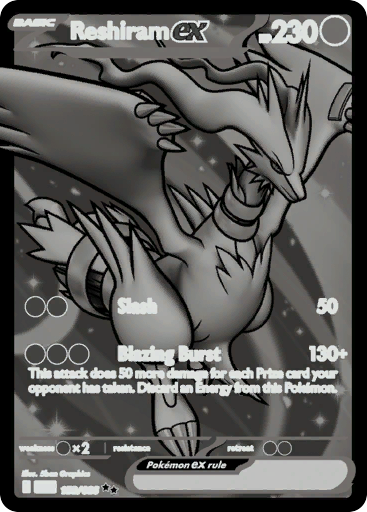 BASIC
Reshiram ex
HP 230
Slash 50
Blazing Burst 130+
This attack does 50 more damage for each Prize card your
opponent has taken. Discard an Energy from this Pokémon.
weakness ×2 resistance retreat
Pokémon ex rule